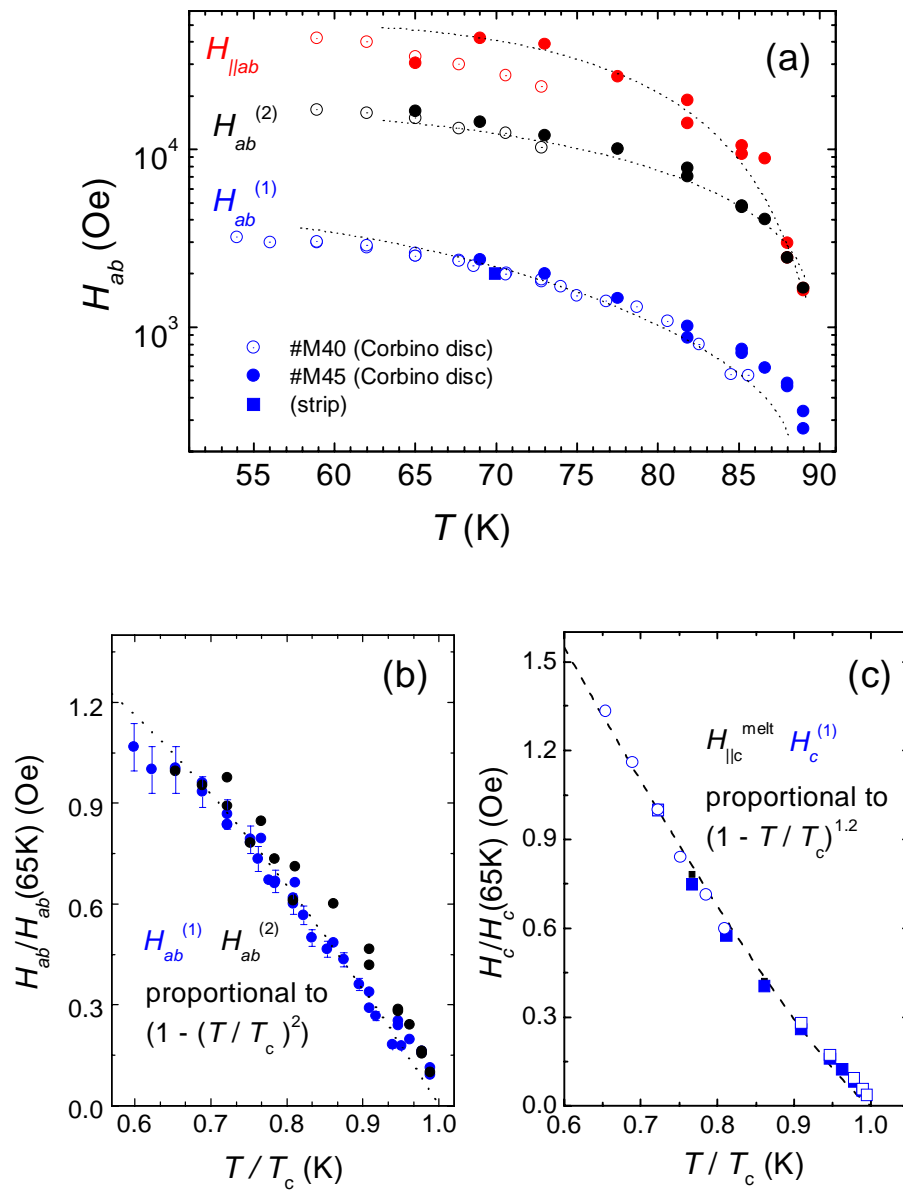 (a)
H||ab
Hab(2)
Hab(1)
Hab (Oe)
10^4
10^3
#M40 (Corbino disc)
#M45 (Corbino disc)
(strip)
55 60 65 70 75 80 85 90
T (K)
(b)
Hab/Hab(65K) (Oe)
1.2
0.9
0.6
0.3
0.0
Hab(1) Hab(2)
proportional to
(1 - (T / Tc)2)
0.6 0.7 0.8 0.9 1.0
T / Tc (K)
(c)
Hc/Hc(65K) (Oe)
1.5
1.2
0.9
0.6
0.3
0.0
H||c melt Hc(1)
proportional to
(1 - T / Tc)1.2
0.6 0.7 0.8 0.9 1.0
T / Tc (K)